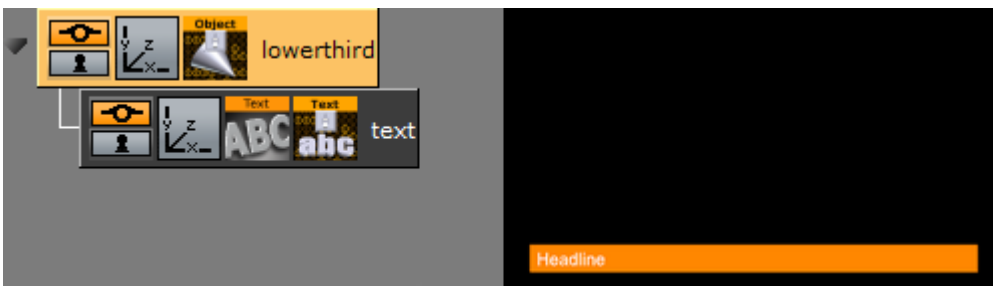 Object
lowerthird
y z
x
Text Text
ABC abc
text
y z
x
Headline